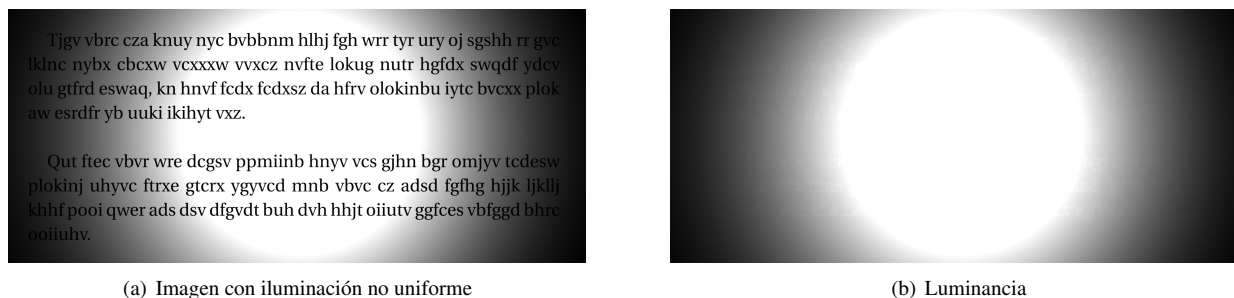 Tjgv vbrc cza knuy nyc bvbbnm hlhj fgh wrr tyr ury oj sgshh rr gvc
lklnc nybx cbcxw vcxxxw vvxcz nvfte lokug nutr hgfdx swqdf ydcv
olu gtfrd eswaq, kn hnvf fcdx fcdxsz da hfrv olokinbu iytc bvcxx plok
aw esrdfr yb uuki ikihyt vxz.
Qut ftec vbvr wre dcgsv ppmiinb hnyv vcs gjhn bgr omjyv tcdesw
plokinj uhyvc ftrxe gtcrx ygyvcd mnb vbvc cz adsd fgfhg hjjk ljkllj
khhf pooi qwer ads dsv dfgvdt buh dvh hhjt oiiutv ggfces vbfggd bhrc
ooiiuhv.
(a) Imagen con iluminación no uniforme
(b) Luminancia